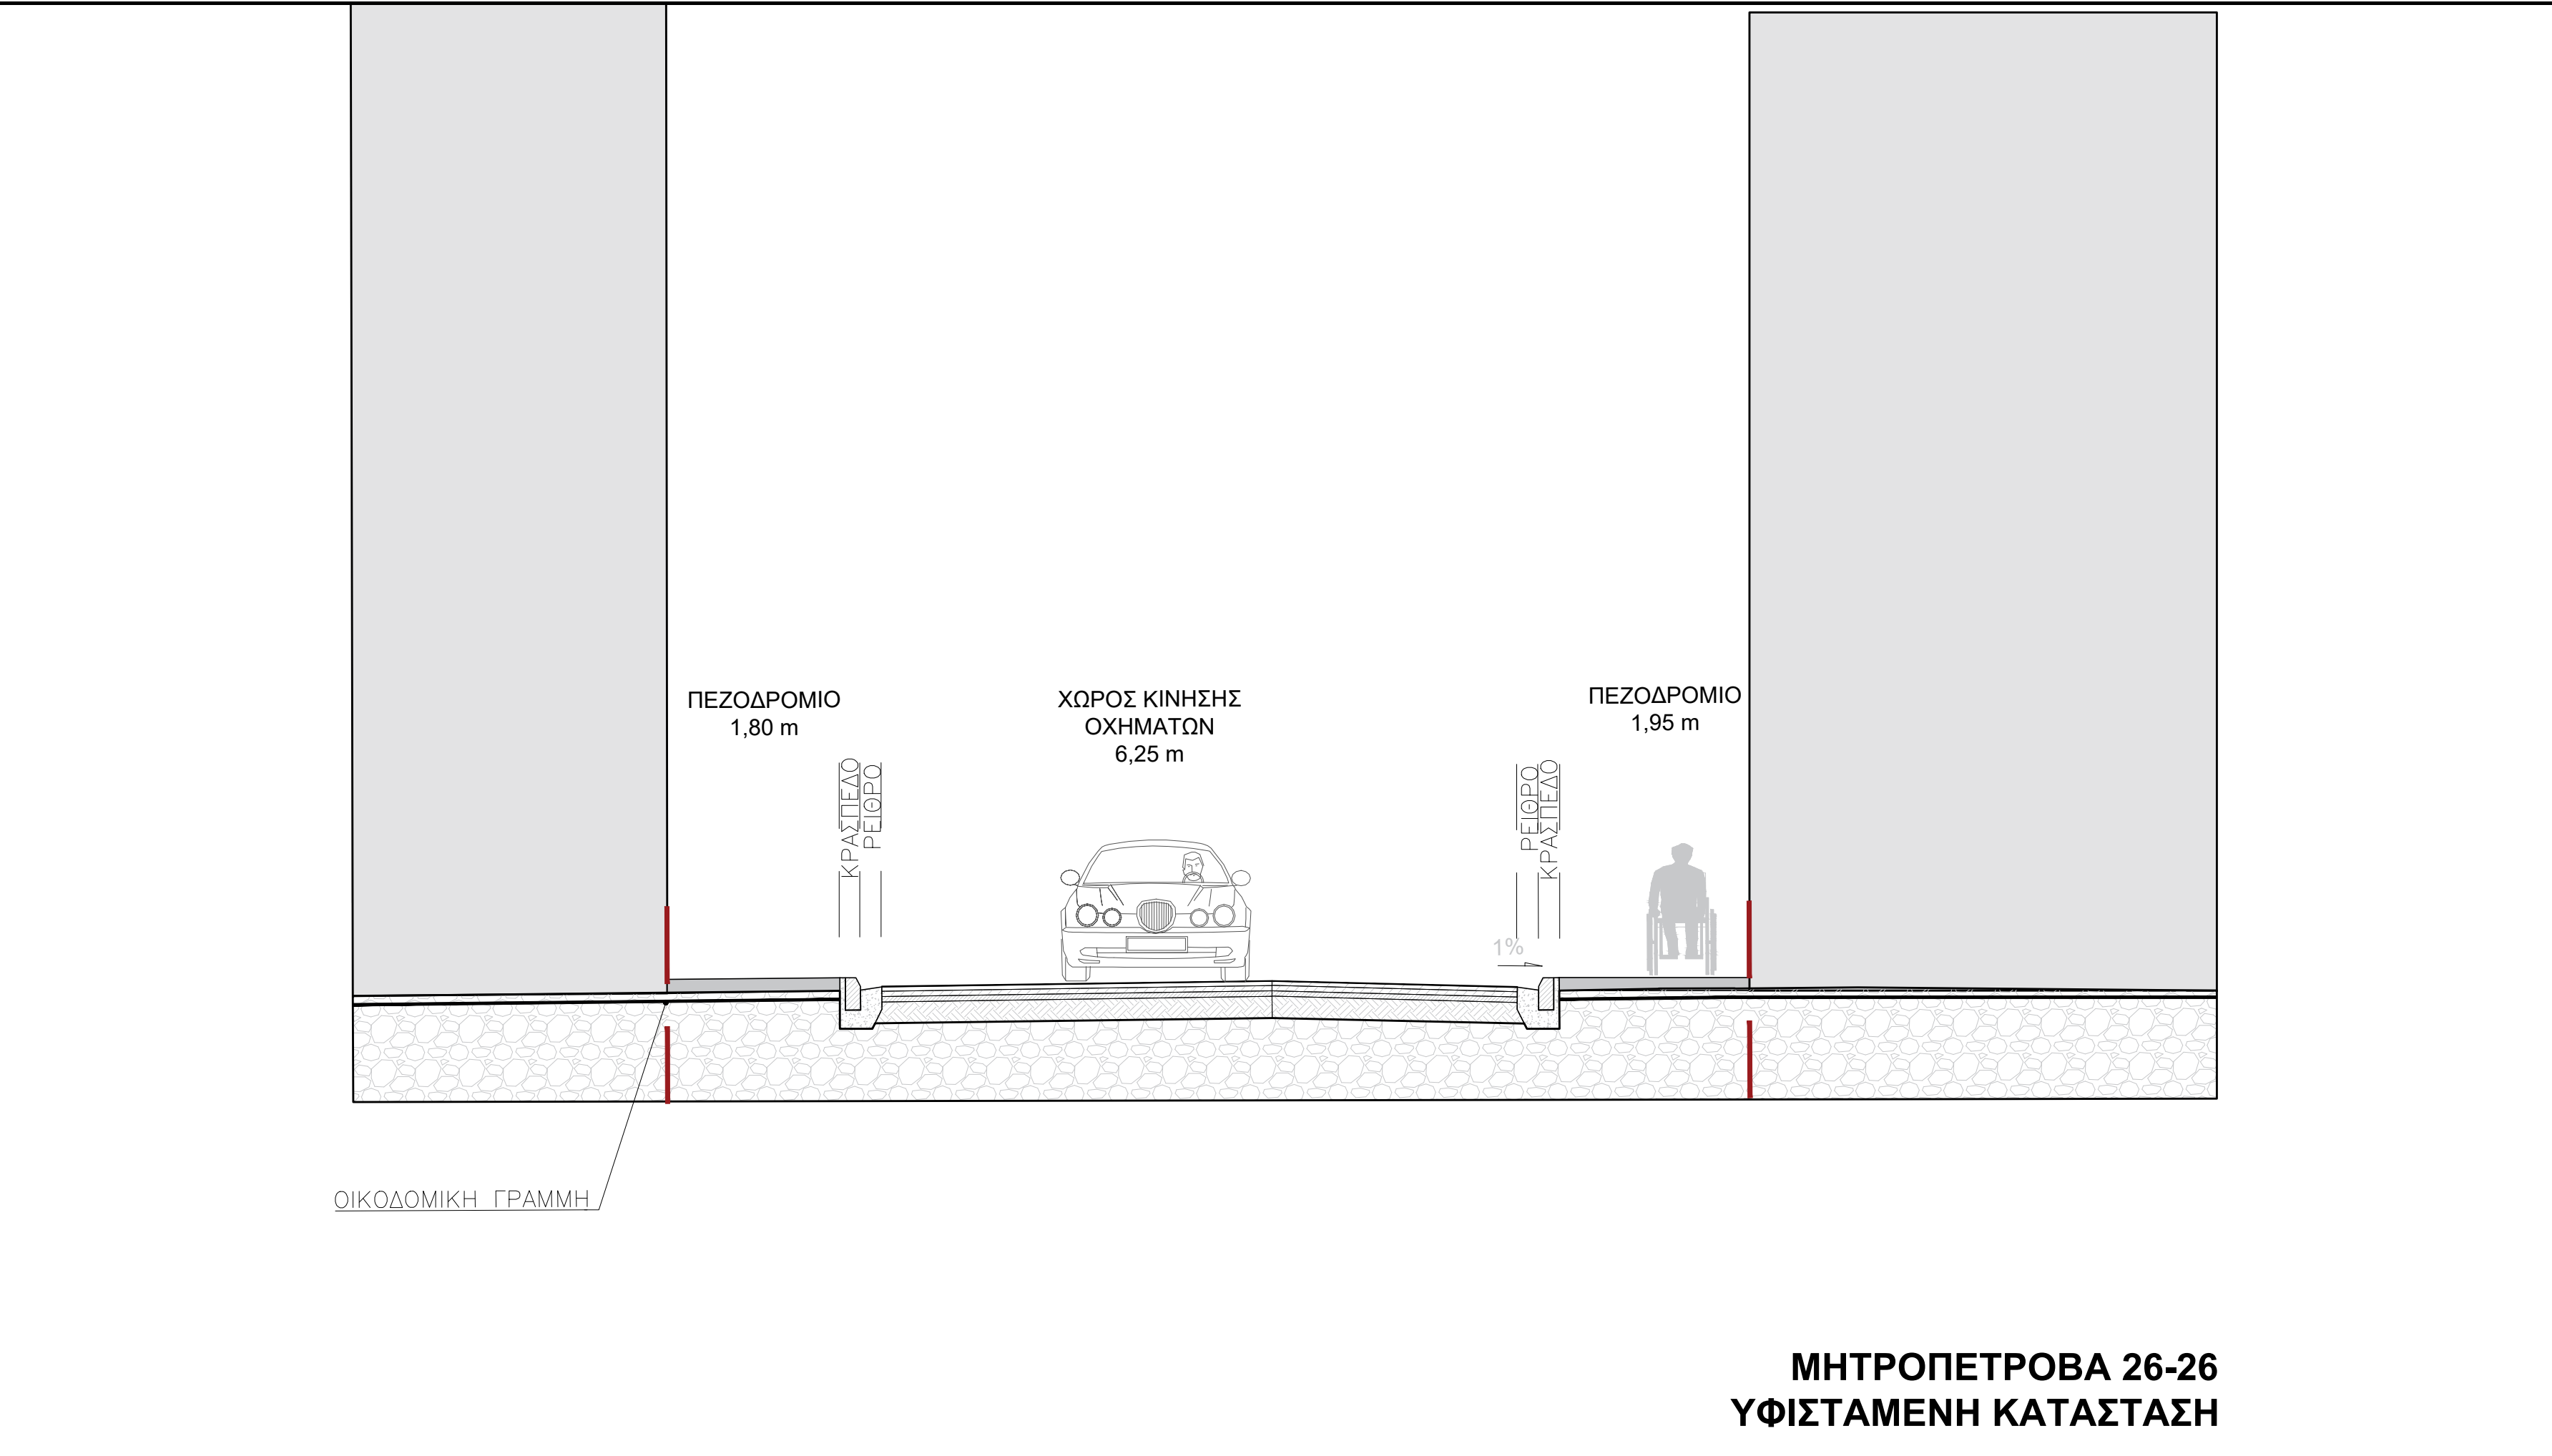 ΠΕΖΟΔΡΟΜΙΟ
1,80 m
ΧΩΡΟΣ ΚΙΝΗΣΗΣ
ΟΧΗΜΑΤΩΝ
6,25 m
ΠΕΖΟΔΡΟΜΙΟ
1,95 m
ΚΡΑΣΠΕΔΟ
ΡΕΙΘΡΟ
ΡΕΙΘΡΟ
ΚΡΑΣΠΕΔΟ
1%
ΟΙΚΟΔΟΜΙΚΗ ΓΡΑΜΜΗ
ΜΗΤΡΟΠΕΤΡΟΒΑ 26-26
ΥΦΙΣΤΑΜΕΝΗ ΚΑΤΑΣΤΑΣΗ